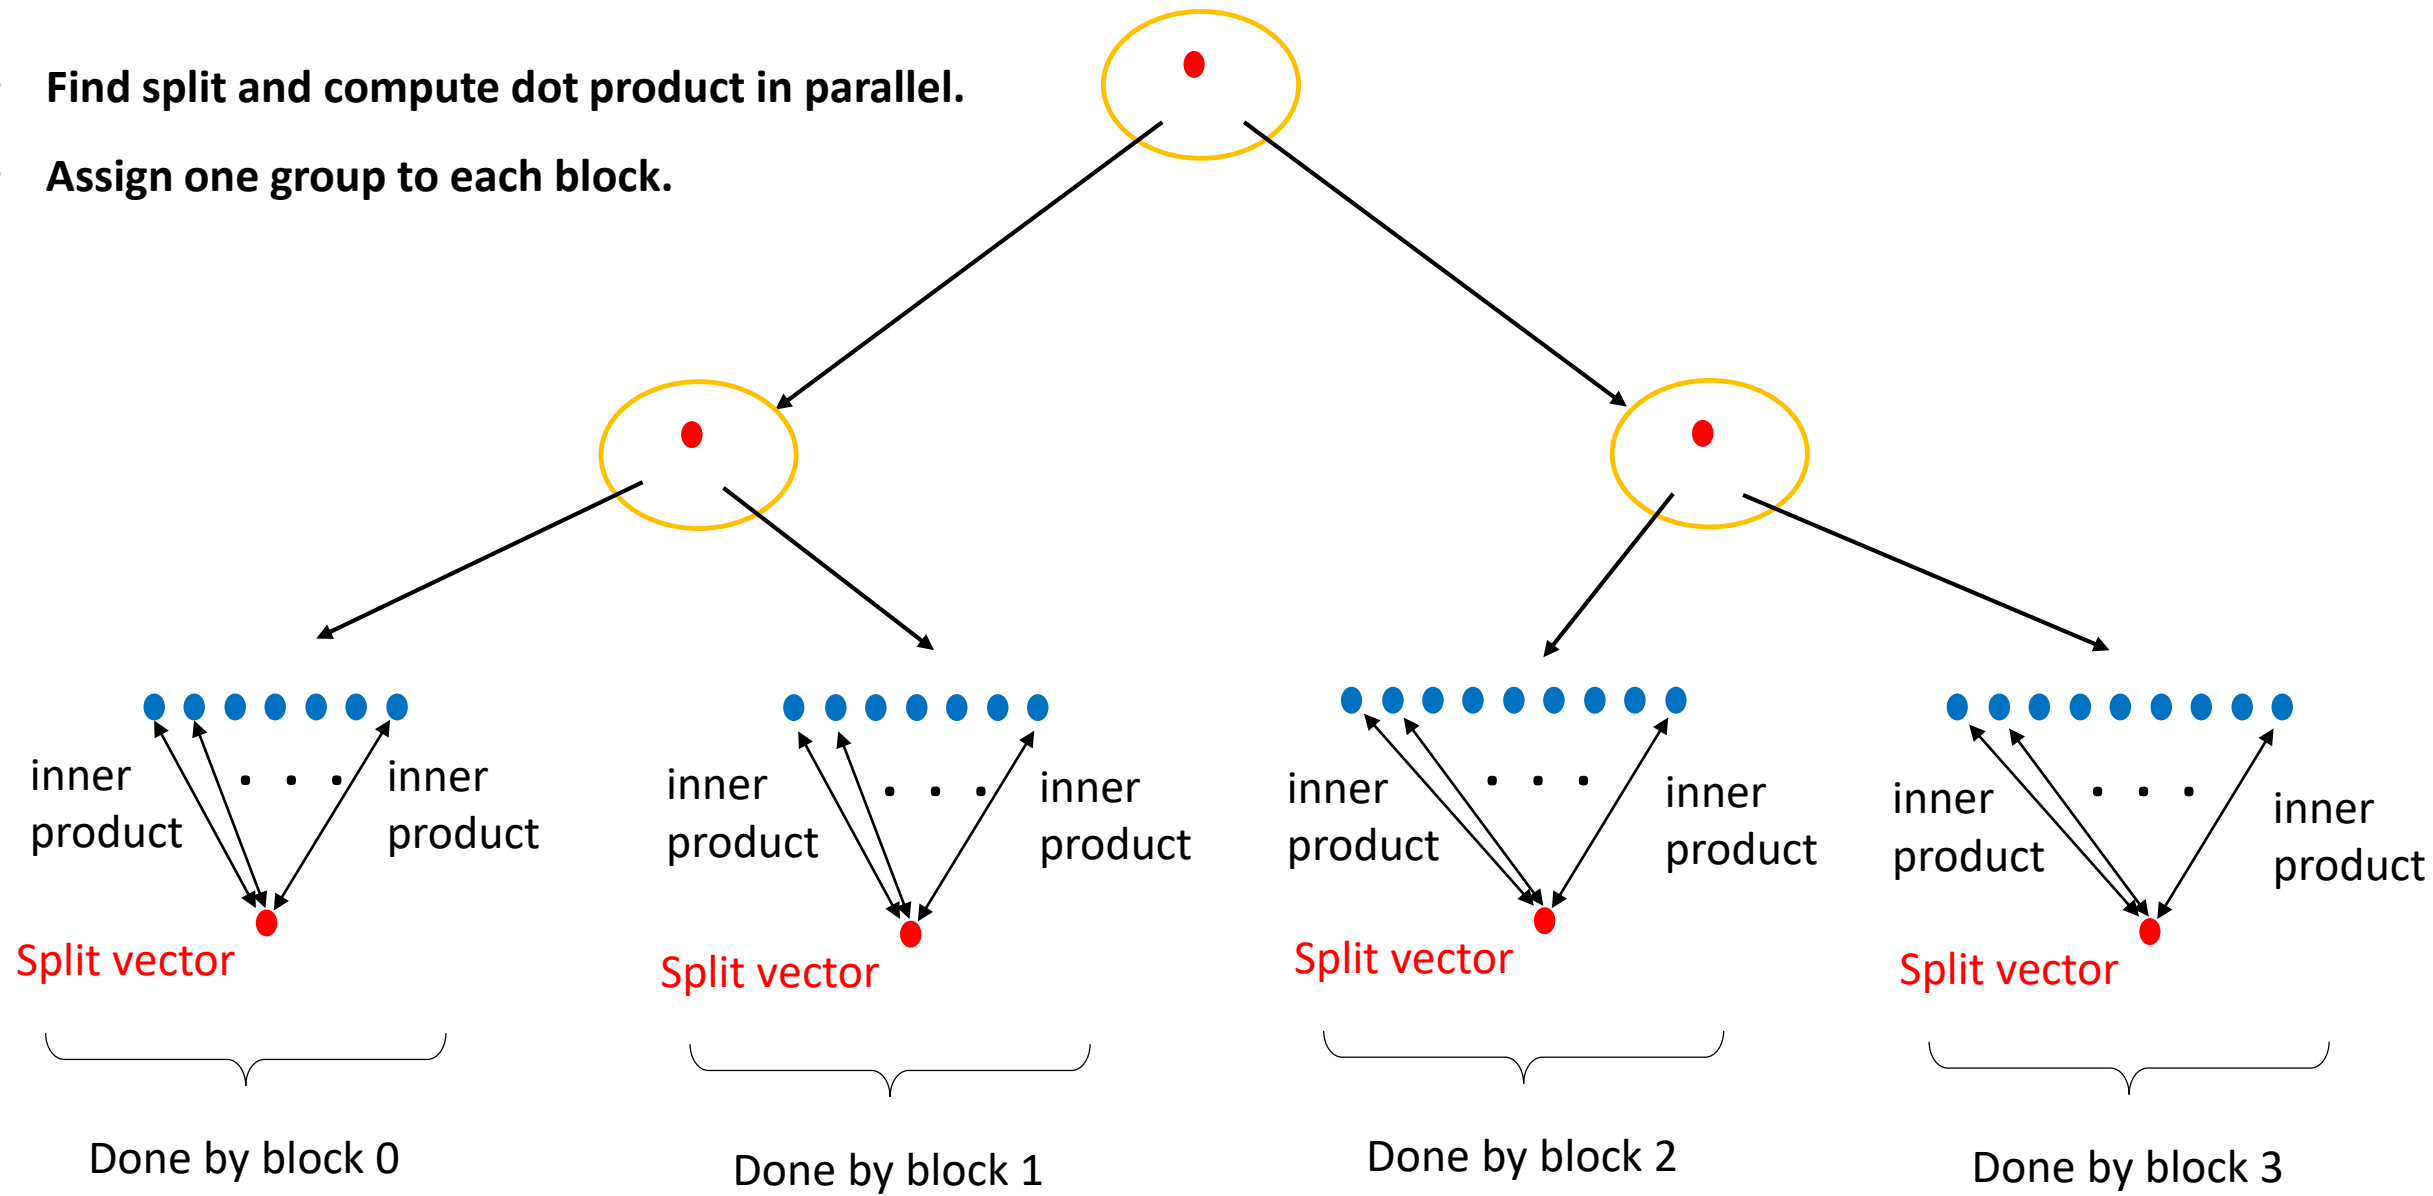 Find split and compute dot product in parallel.
Assign one group to each block.
inner
product
inner
product
Split vector
Done by block 0
inner
product
inner
product
Split vector
Done by block 1
inner
product
inner
product
Split vector
Done by block 2
inner
product
inner
product
Split vector
Done by block 3